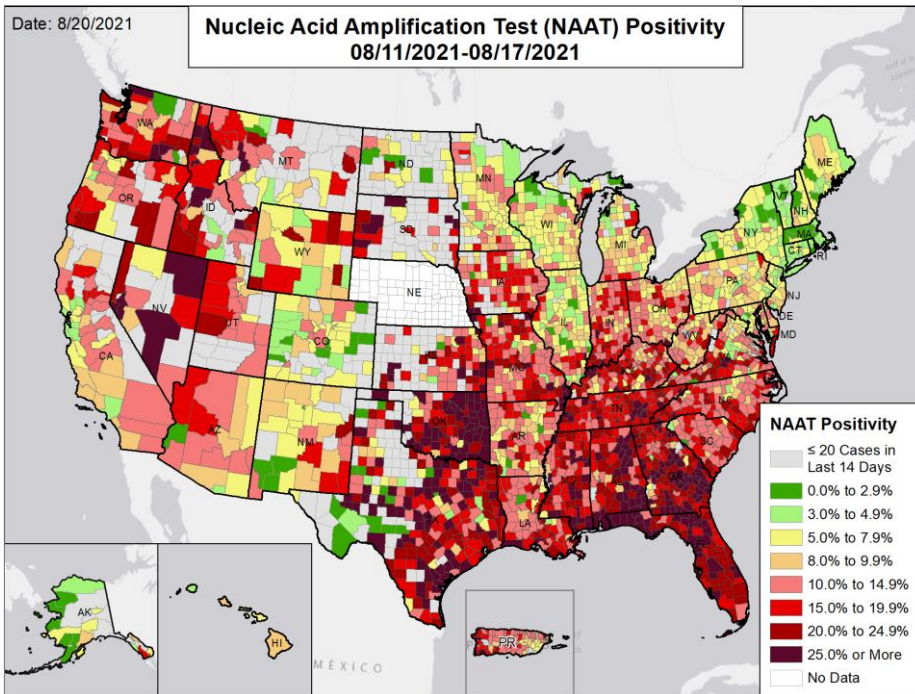 Date: 8/20/2021
Nucleic Acid Amplification Test (NAAT) Positivity
08/11/2021-08/17/2021
WA
MT
ND
MN
ME
OR
ID
SD
WI
VT
NH
NY
MA
CT
RI
WY
MI
IA
PA
NJ
NE
NV
UT
CO
IL
IN
OH
DE
MD
WV
VA
CA
MO
NC
AZ
NM
OK
AR
TN
SC
MS
GA
TX
LA
FL
AK
HI
PR
MÉXICO
NAAT Positivity
≤ 20 Cases in
Last 14 Days
0.0% to 2.9%
3.0% to 4.9%
5.0% to 7.9%
8.0% to 9.9%
10.0% to 14.9%
15.0% to 19.9%
20.0% to 24.9%
25.0% or More
No Data